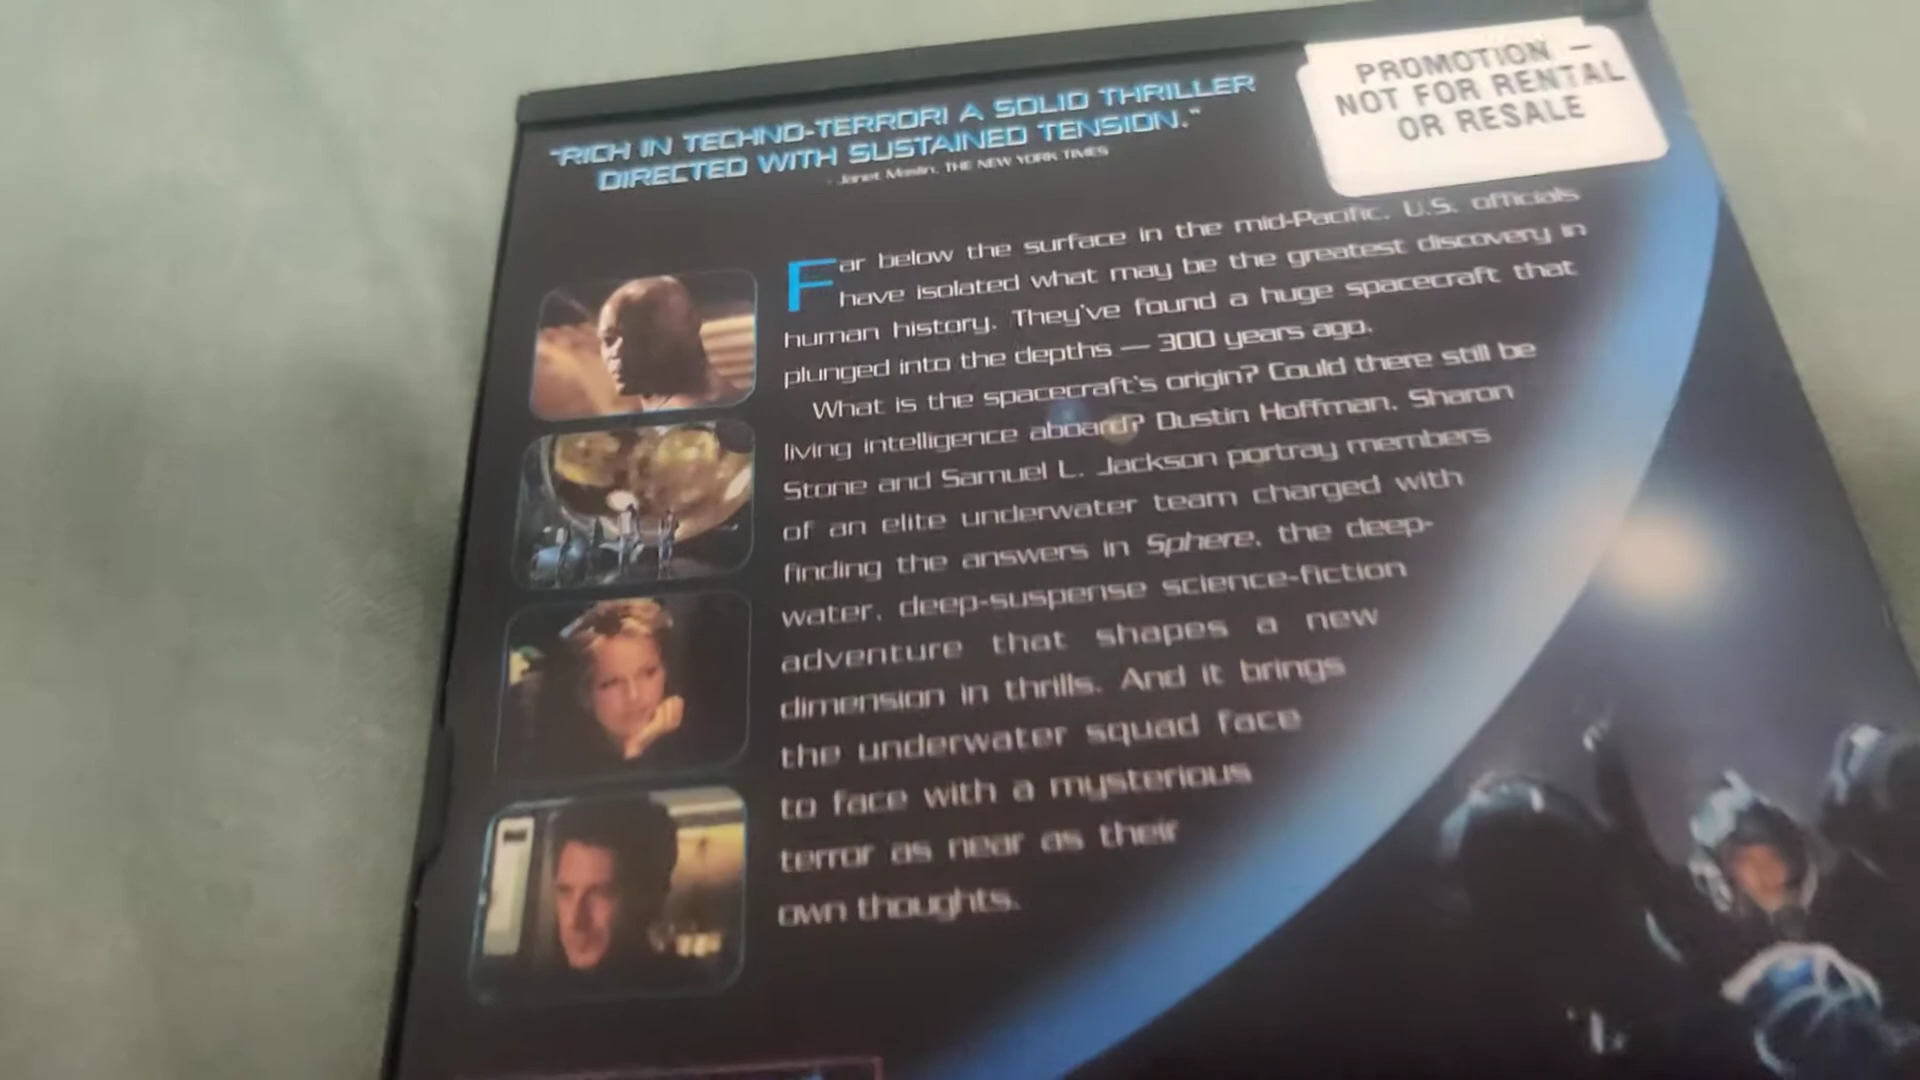 "RICH IN TECHNO-TERROR! A SOLID THRILLER
DIRECTED WITH SUSTAINED TENSION."
- Janet Maslin, THE NEW YORK TIMES
PROMOTION –
NOT FOR RENTAL
OR RESALE
Far below the surface in the mid-Pacific, U.S. officials
have isolated what may be the greatest discovery in
human history. They've found a huge spacecraft that
plunged into the depths — 300 years ago.
What is the spacecraft's origin? Could there still be
living intelligence aboard? Dustin Hoffman, Sharon
Stone and Samuel L. Jackson portray members
of an elite underwater team charged with
finding the answers in Sphere, the deep-
water, deep-suspense science-fiction
adventure that shapes a new
dimension in thrills. And it brings
the underwater squad face
to face with a mysterious
terror as near as their
own thoughts.